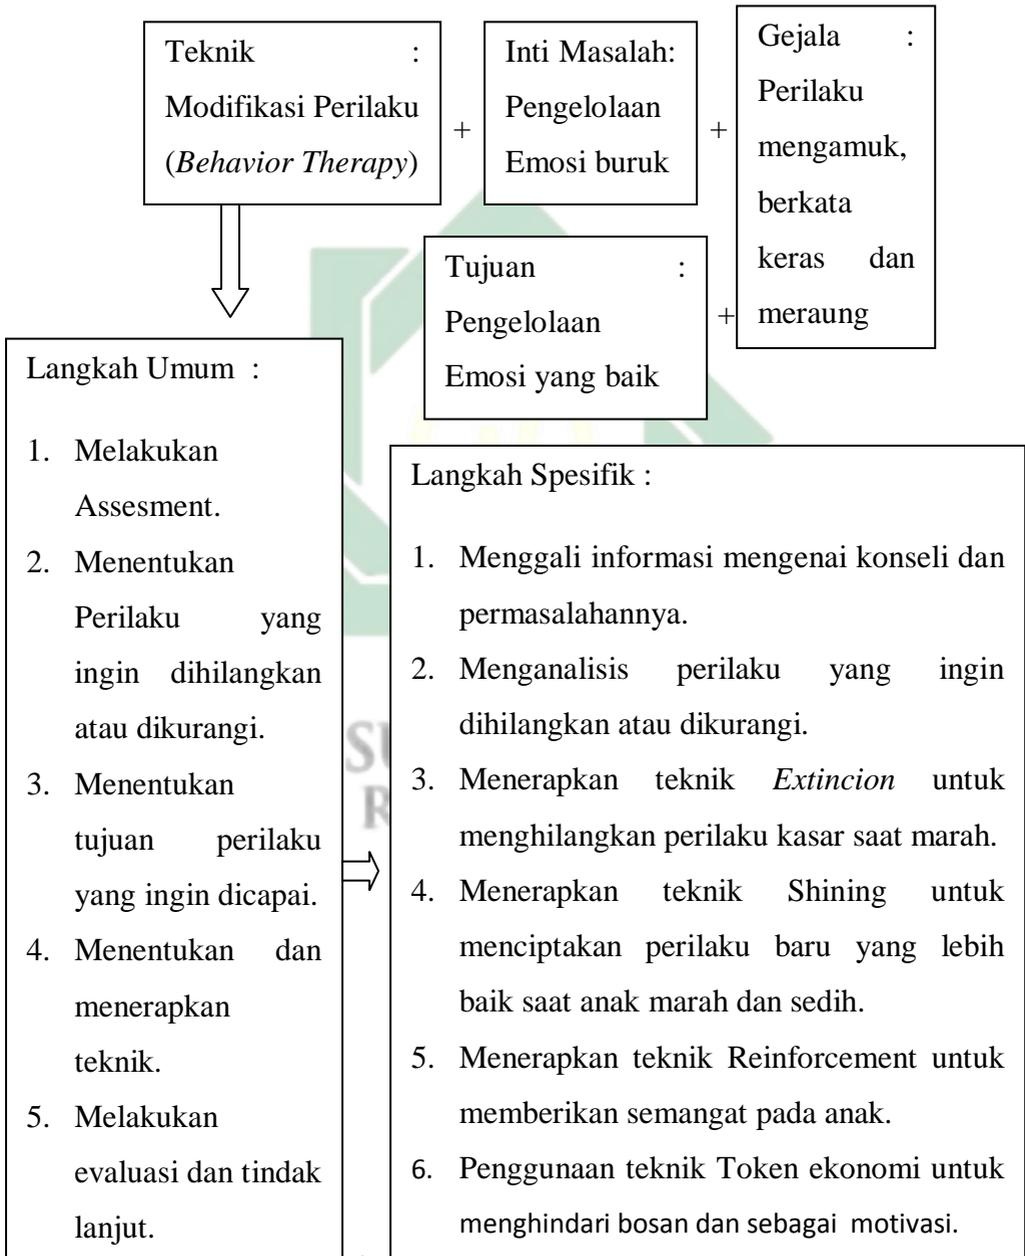 Teknik :
Modifikasi Perilaku
(Behavior Therapy)
+
Inti Masalah:
Pengelolaan
Emosi buruk
+
Gejala :
Perilaku
mengamuk,
berkata
keras dan
meraung
+
Tujuan :
Pengelolaan
Emosi yang baik
Langkah Umum :
1. Melakukan
Assesment.
2. Menentukan
Perilaku yang
ingin dihilangkan
atau dikurangi.
3. Menentukan
tujuan perilaku
yang ingin dicapai.
4. Menentukan dan
menerapkan
teknik.
5. Melakukan
evaluasi dan tindak
lanjut.
Langkah Spesifik :
1. Menggali informasi mengenai konseli dan
permasalahannya.
2. Menganalisis perilaku yang ingin
dihilangkan atau dikurangi.
3. Menerapkan teknik Extincion untuk
menghilangkan perilaku kasar saat marah.
4. Menerapkan teknik Shining untuk
menciptakan perilaku baru yang lebih
baik saat anak marah dan sedih.
5. Menerapkan teknik Reinforcement untuk
memberikan semangat pada anak.
6. Penggunaan teknik Token ekonomi untuk
menghindari bosan dan sebagai motivasi.